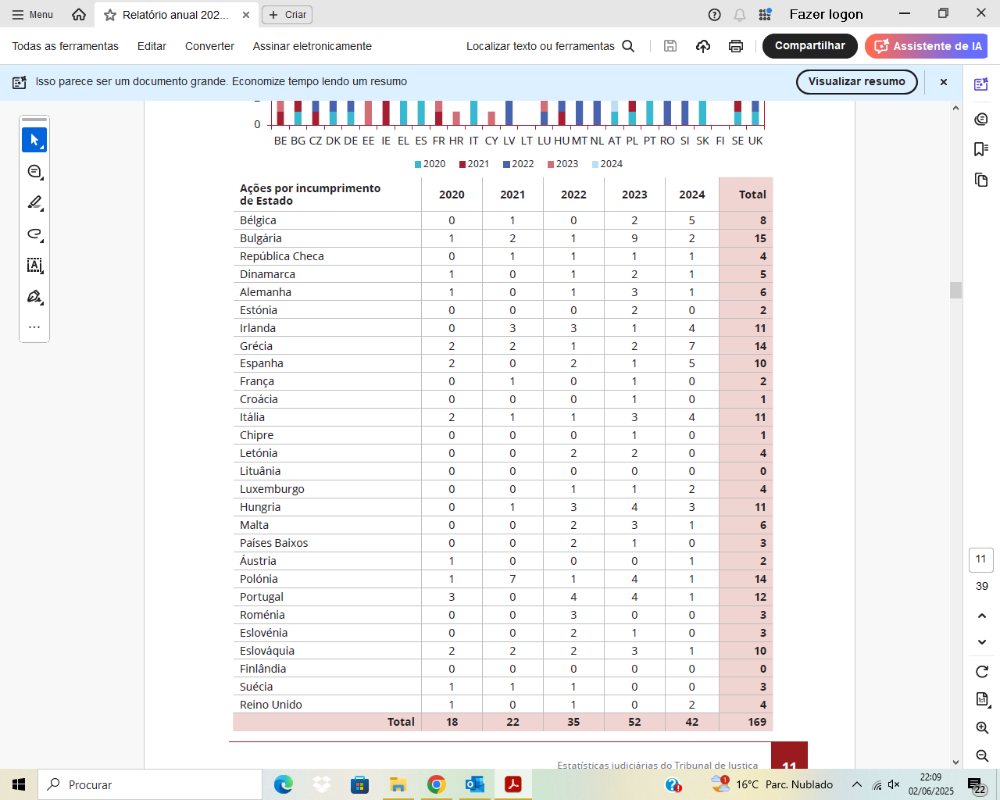 Menu
Relatório anual 202...
Criar
Fazer logon
Todas as ferramentas
Editar
Converter
Assinar eletronicamente
Localizar texto ou ferramentas
Compartilhar
Assistente de IA
Isso parece ser um documento grande. Economize tempo lendo um resumo
Visualizar resumo
0
BE BG CZ DK DE EE IE EL ES FR HR IT CY LV LT LU HU MT NL AT PL PT RO SI SK FI SE UK
2020 2021 2022 2023 2024
Ações por incumprimento
de Estado
2020 2021 2022 2023 2024 Total
Bélgica 0 1 0 2 5 8
Bulgária 1 2 1 9 2 15
República Checa 0 1 1 1 1 4
Dinamarca 1 0 1 2 1 5
Alemanha 1 0 1 3 1 6
Estónia 0 0 0 2 0 2
Irlanda 0 3 3 1 4 11
Grécia 2 2 1 2 7 14
Espanha 2 0 2 1 5 10
França 0 1 0 1 0 2
Croácia 0 0 0 1 0 1
Itália 2 1 1 3 4 11
Chipre 0 0 0 1 0 1
Letónia 0 0 2 2 0 4
Lituânia 0 0 0 0 0 0
Luxemburgo 0 0 1 1 2 4
Hungria 0 1 3 4 3 11
Malta 0 0 2 3 1 6
Países Baixos 0 0 2 1 0 3
Áustria 1 0 0 0 1 2
Polónia 1 7 1 4 1 14
Portugal 3 0 4 4 1 12
Roménia 0 0 3 0 0 3
Eslovénia 0 0 2 1 0 3
Eslováquia 2 2 2 3 1 10
Finlândia 0 0 0 0 0 0
Suécia 1 1 1 0 0 3
Reino Unido 1 0 1 0 2 4
Total 18 22 35 52 42 169
Estatísticas judiciárias do Tribunal de Justiça
11
11
39
1:1
Procurar
1
16°C Parc. Nublado
22:09
02/06/2025
22